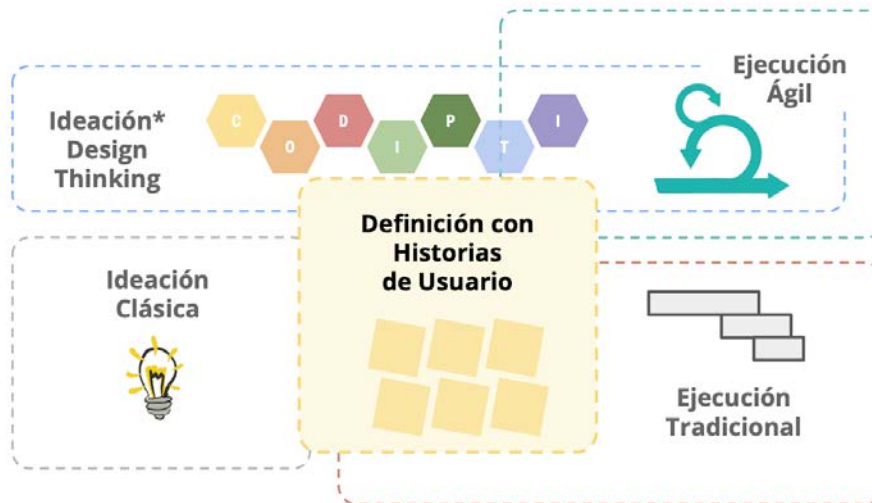 Ideación*
Design
Thinking
C O D I P T I
Ejecución
Ágil
Definición con
Historias
de Usuario
Ideación
Clásica
Ejecución
Tradicional